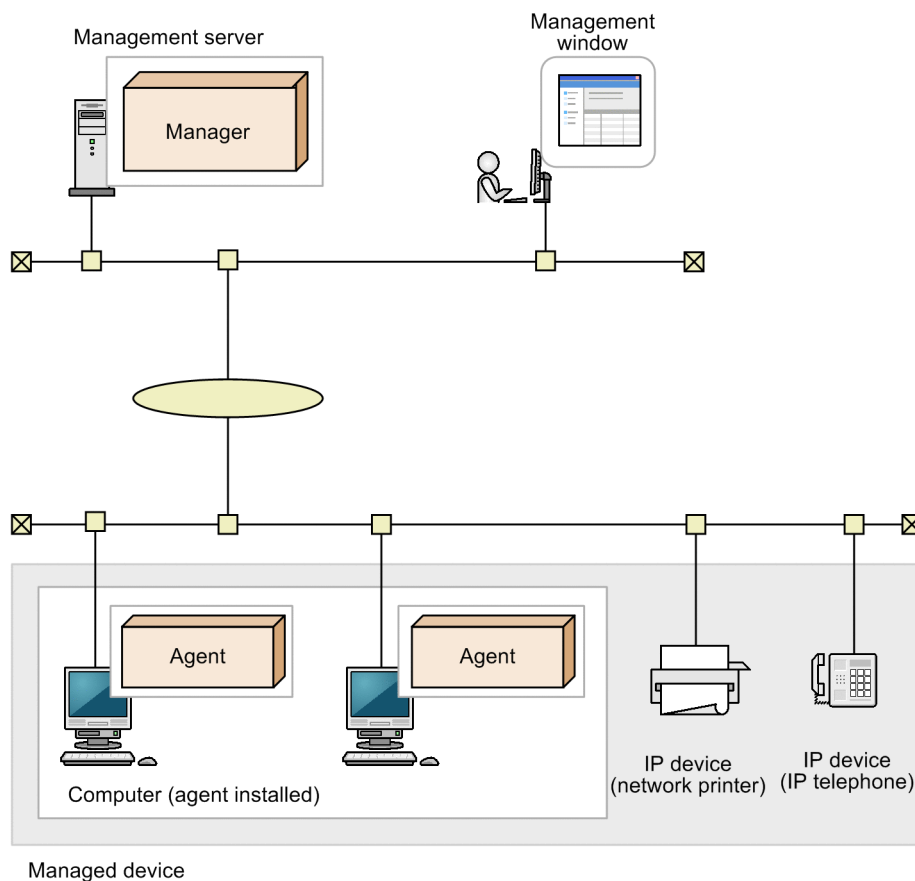 Management server
Management
window
Manager
Agent
Agent
Computer (agent installed)
IP device
(network printer)
IP device
(IP telephone)
Managed device